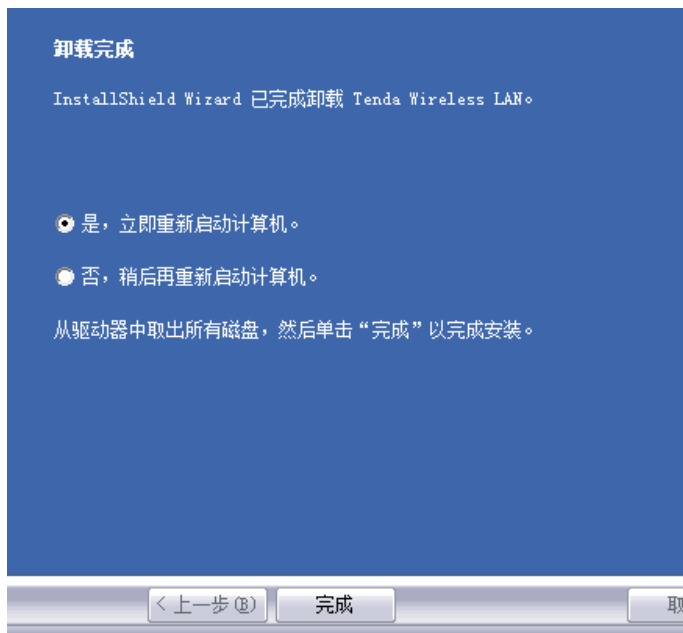 卸载完成
InstallShield Wizard 已完成卸载 Tenda Wireless LAN。
是，立即重新启动计算机。
否，稍后再重新启动计算机。
从驱动器中取出所有磁盘，然后单击“完成”以完成安装。
<上一步(B) 完成 取